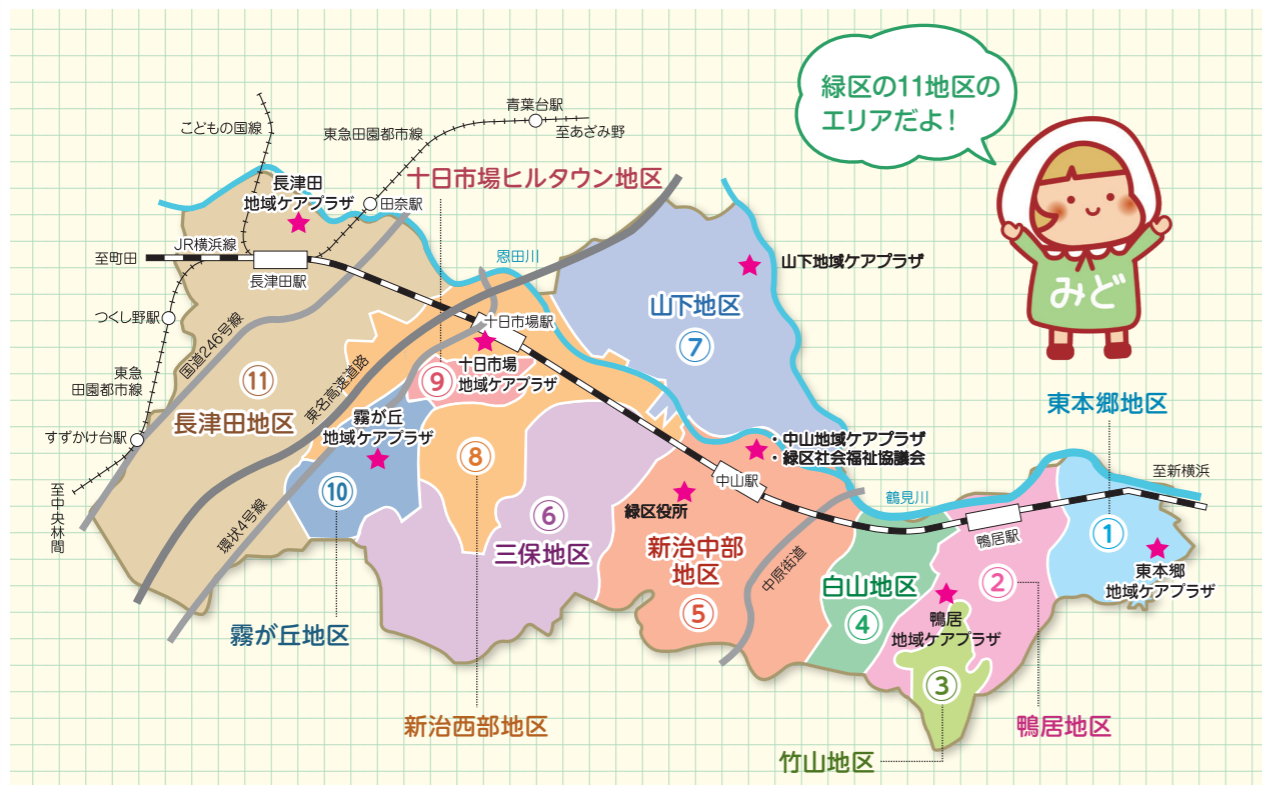 緑区の11地区の
エリアだよ!
みど
青葉台駅
こどもの国線
東急田園都市線
至あざみ野
十日市場ヒルタウン地区
長津田
地域ケアプラザ
田奈駅
JR横浜線
至町田
長津田駅
恩田川
山下地域ケアプラザ
山下地区
⑦
つくし野駅
国道246号線
十日市場駅
東急
田園都市線
⑪
長津田地区
東名高速道路
⑨
十日市場
地域ケアプラザ
霧が丘
地域ケアプラザ
すずかけ台駅
至中央林間
環状4号線
⑩
⑧
⑥
三保地区
・中山地域ケアプラザ
・緑区社会福祉協議会
中山駅
緑区役所
新治中部
地区
⑤
中原街道
鶴見川
東本郷地区
至新横浜
鴨居駅
①
東本郷
地域ケアプラザ
白山地区
④
②
鴨居
地域ケアプラザ
③
霧が丘地区
新治西部地区
鴨居地区
竹山地区